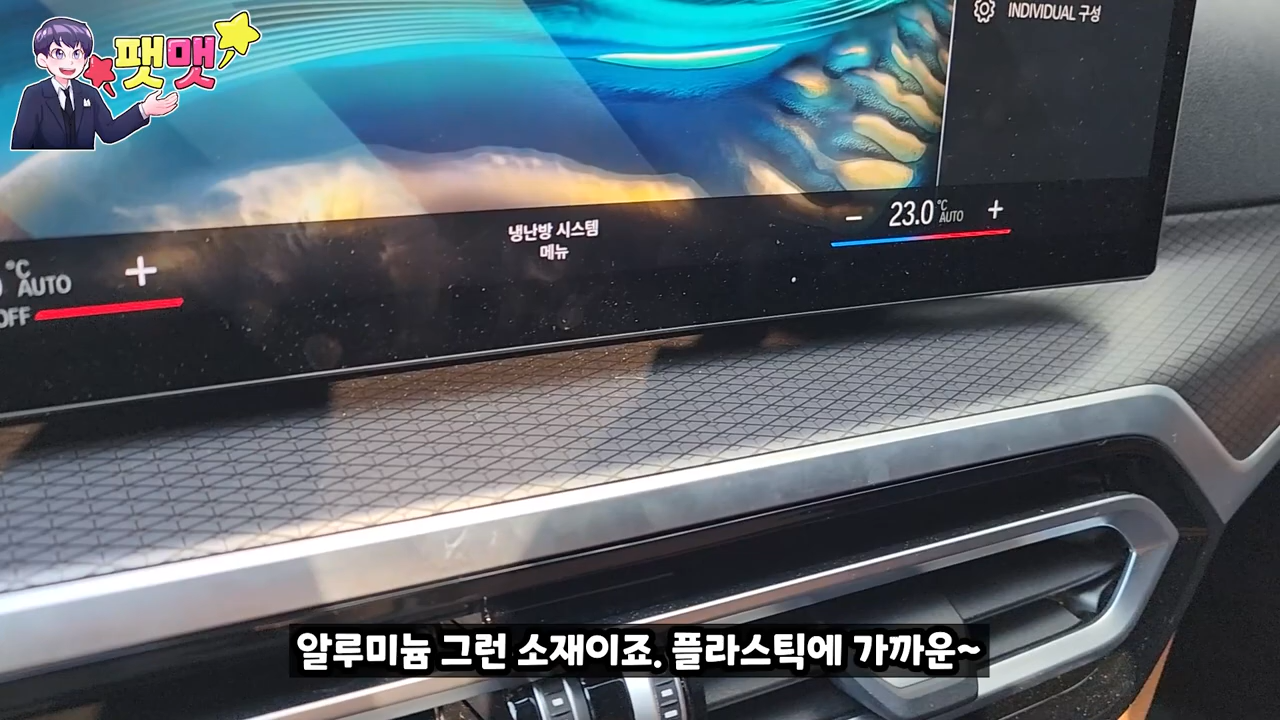 팻맷
INDIVIDUAL 구성
냉난방 시스템
메뉴
− 23.0 °C AUTO +
°C AUTO +
OFF
알루미늄 그런 소재이죠. 플라스틱에 가까운~